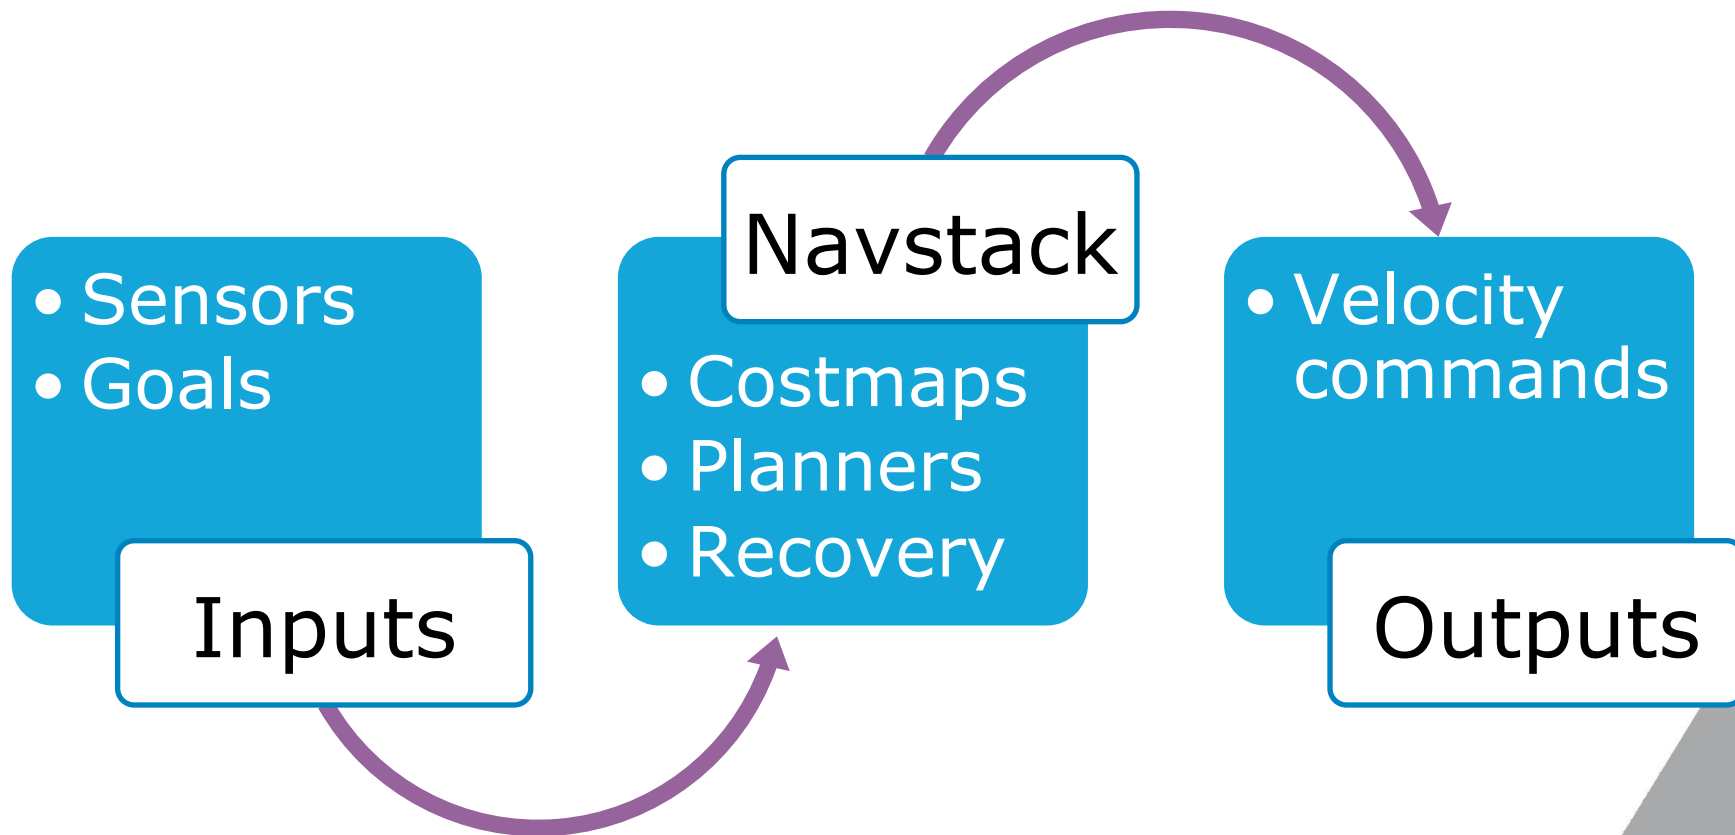 • Sensors
• Goals
Inputs
Navstack
• Costmaps
• Planners
• Recovery
• Velocity
commands
Outputs